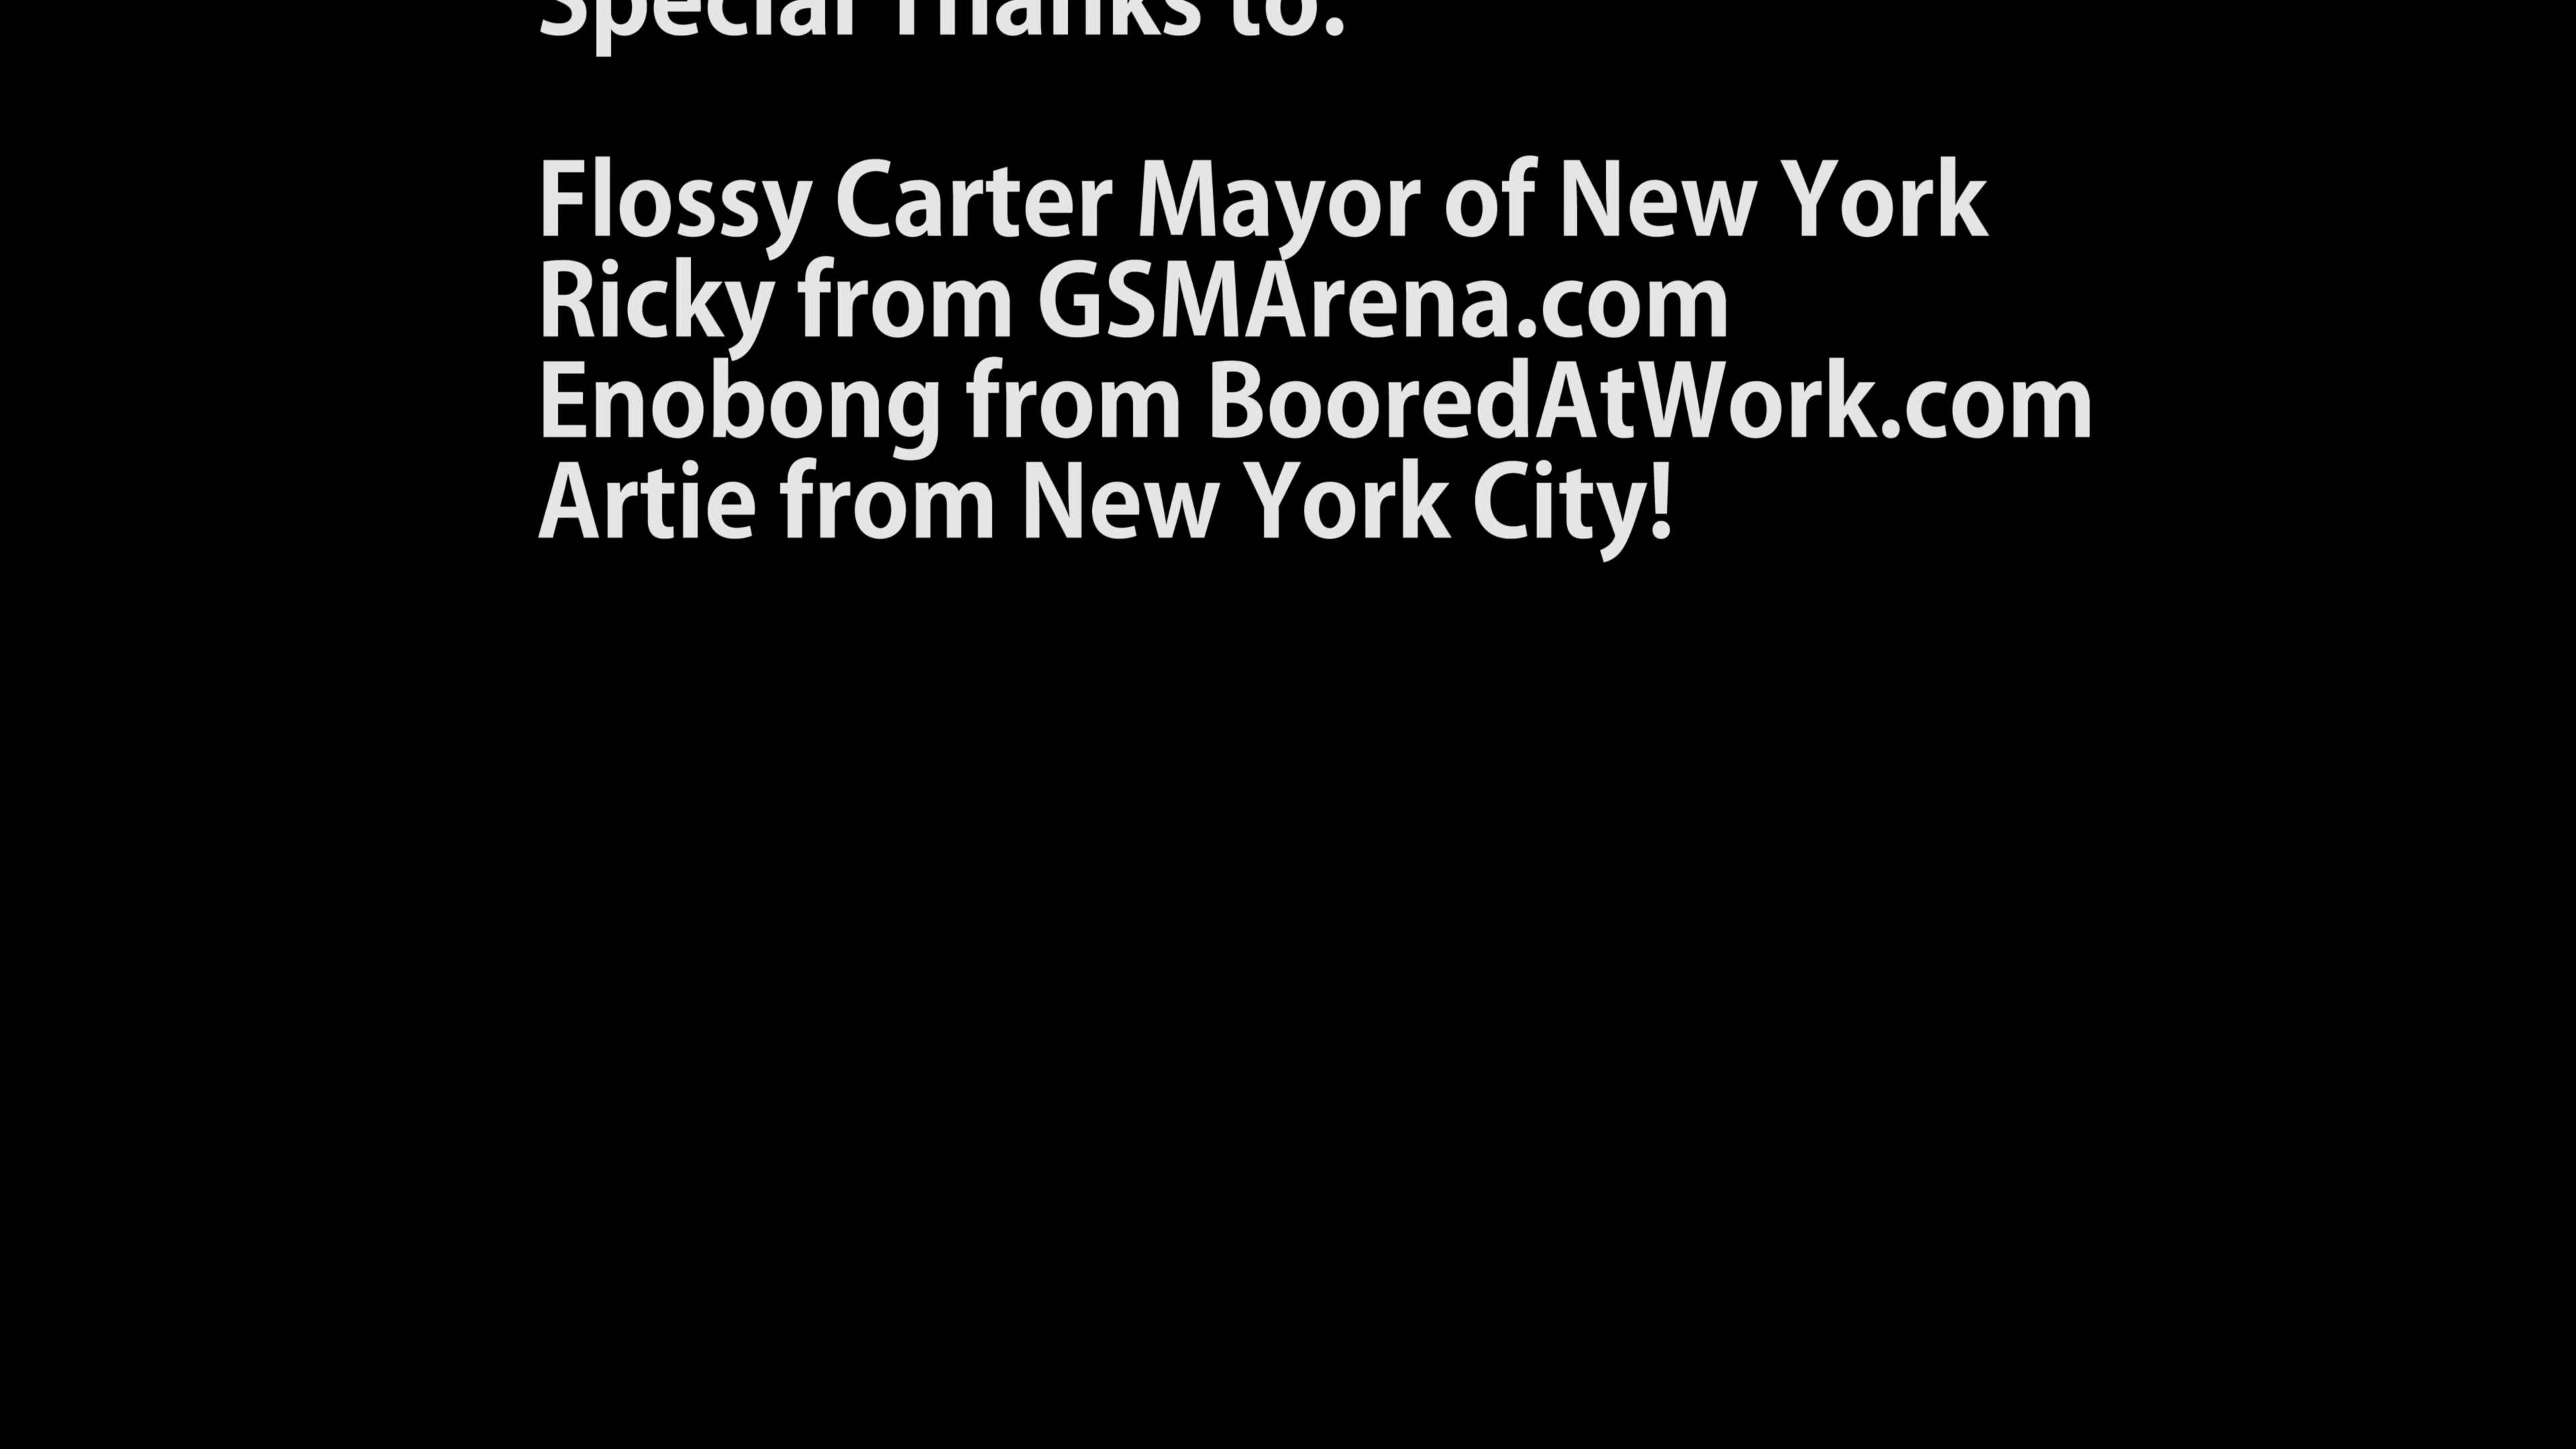 Special Thanks to:
Flossy Carter Mayor of New York
Ricky from GSMArena.com
Enobong from BooredAtWork.com
Artie from New York City!